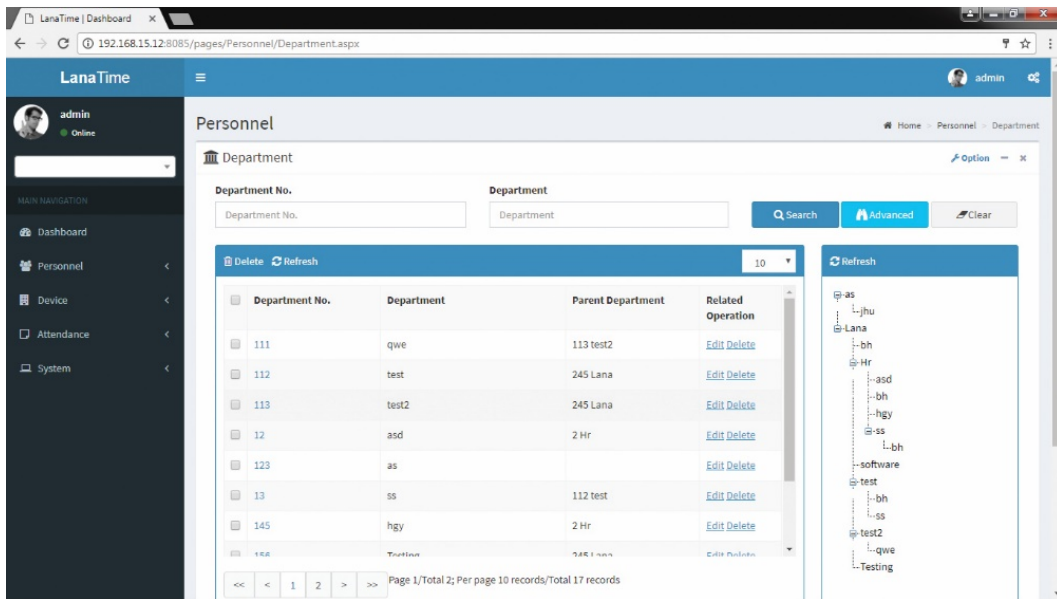 LanaTime | Dashboard
192.168.15.12:8085/pages/Personnel/Department.aspx
LanaTime
admin
admin
Online
Personnel
Home > Personnel > Department
Department
Option
MAIN NAVIGATION
Dashboard
Personnel
Device
Attendance
System
Department No. Department
Department No. Department Search Advanced Clear
Delete Refresh 10
Department No. Department Parent Department Related Operation
111 qwe 113 test2 Edit Delete
112 test 245 Lana Edit Delete
113 test2 245 Lana Edit Delete
12 asd 2 Hr Edit Delete
123 as Edit Delete
13 ss 112 test Edit Delete
145 hgy 2 Hr Edit Delete
156 Testing 245 Lana Edit Delete
<< < 1 2 > >> Page 1/Total 2; Per page 10 records/Total 17 records
Refresh
as
jhu
Lana
bh
Hr
asd
bh
hgy
ss
bh
software
test
bh
ss
test2
qwe
Testing